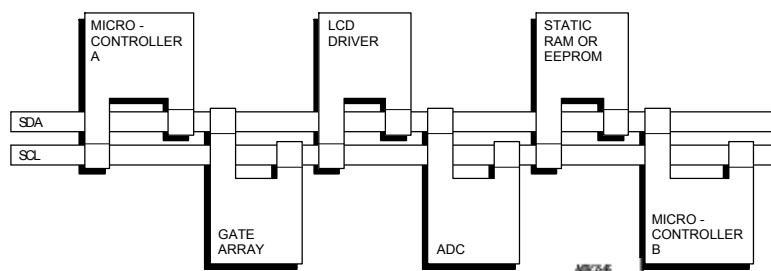 MICRO -
CONTROLLER
A
LCD
DRIVER
STATIC
RAM OR
EEPROM
SDA
SCL
GATE
ARRAY
ADC
MICRO -
CONTROLLER
B